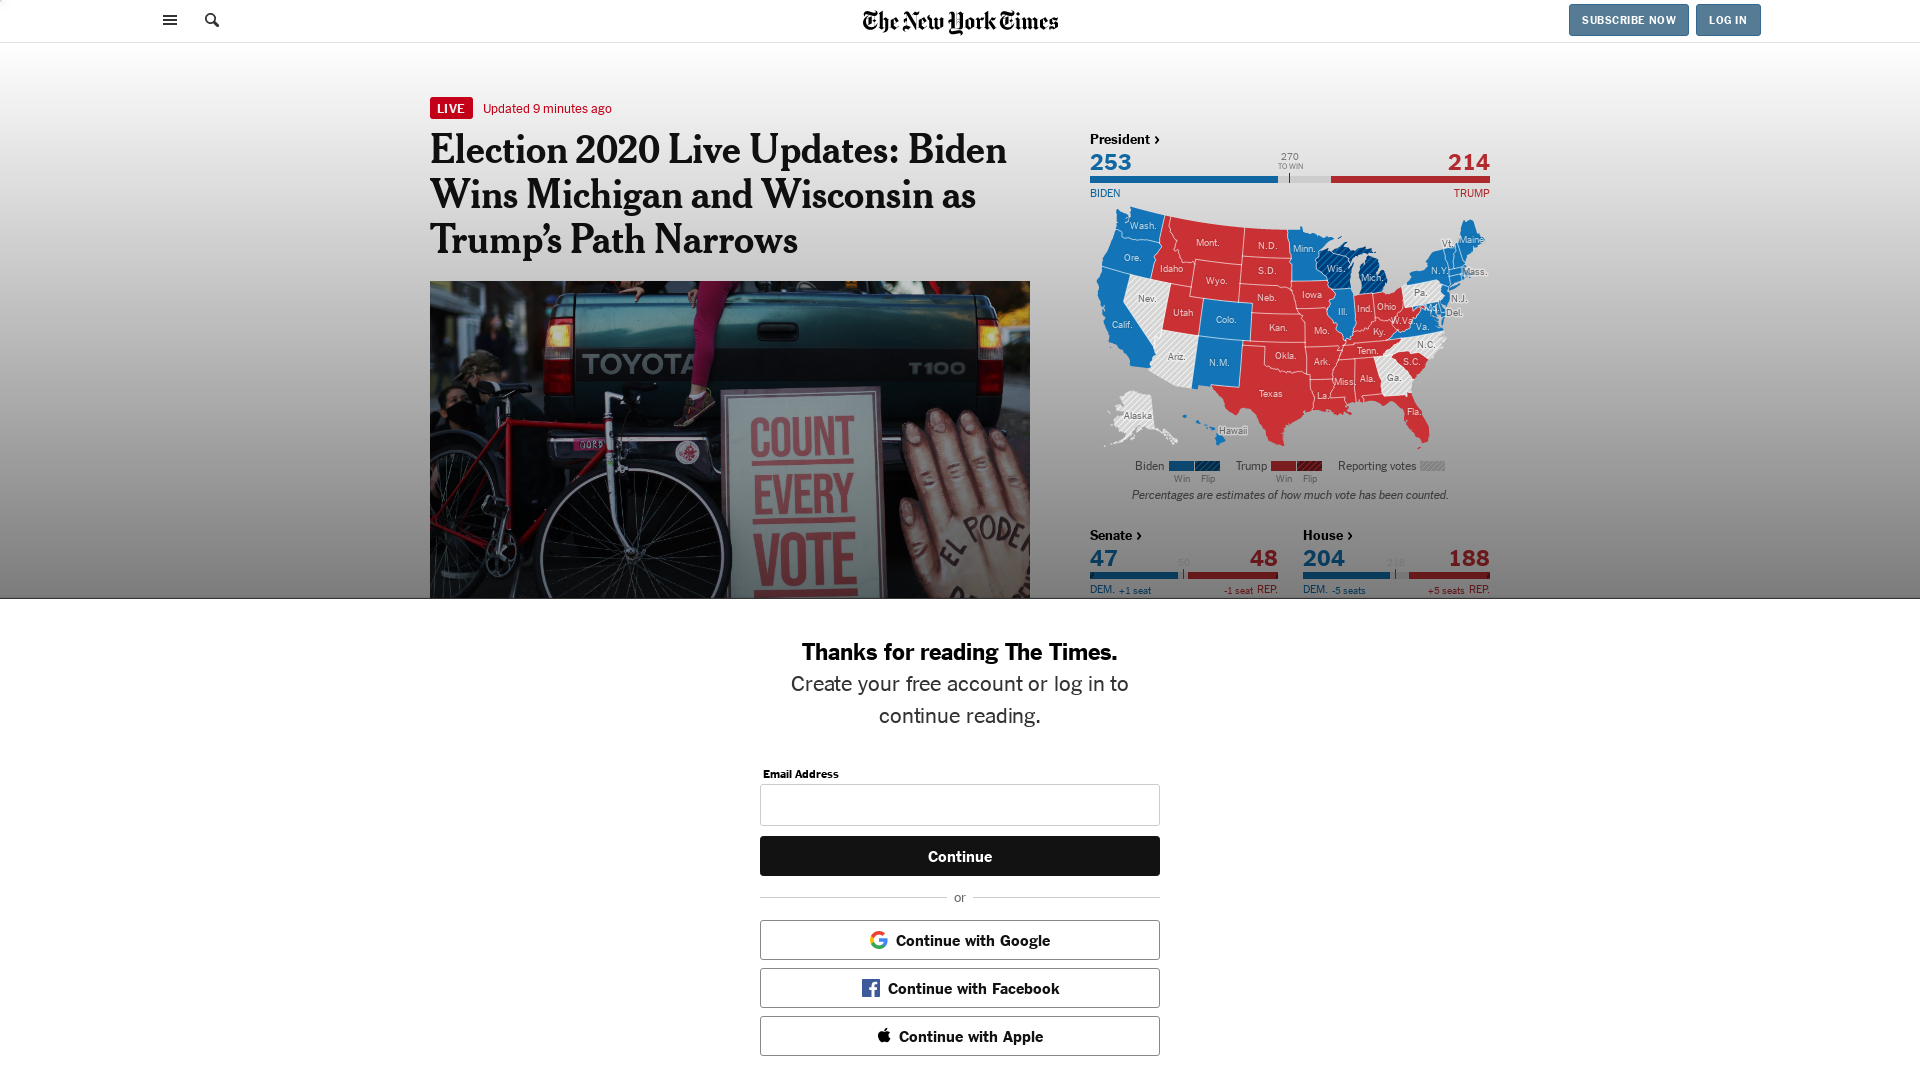 The New York Times
SUBSCRIBE NOW
LOG IN
LIVE Updated 9 minutes ago
Election 2020 Live Updates: Biden
Wins Michigan and Wisconsin as
Trump's Path Narrows
TOYOTA
T100
COUNT
EVERY
VOTE
EL PODER
President ›
253
270
TO WIN
214
BIDEN
TRUMP
Wash.
Mont.
N.D.
Minn.
Vt.
Maine
Ore.
Idaho
S.D.
Wis.
Mich.
N.Y.
Mass.
Wyo.
Nev.
Neb.
Iowa
Pa.
N.J.
Utah
Colo.
Ill.
Ind.
Ohio
W.Va.
Va.
Del.
Calif.
Kan.
Mo.
Ky.
N.C.
Ariz.
N.M.
Okla.
Ark.
Tenn.
S.C.
Texas
La.
Miss.
Ala.
Ga.
Fla.
Alaska
Hawaii
Biden
Win Flip
Trump
Win Flip
Reporting votes
Percentages are estimates of how much vote has been counted.
Senate ›
47
50
48
DEM. +1 seat
-1 seat REP.
House ›
204
218
188
DEM. -5 seats
+5 seats REP.
Thanks for reading The Times.
Create your free account or log in to
continue reading.
Email Address
Continue
or
Continue with Google
Continue with Facebook
Continue with Apple